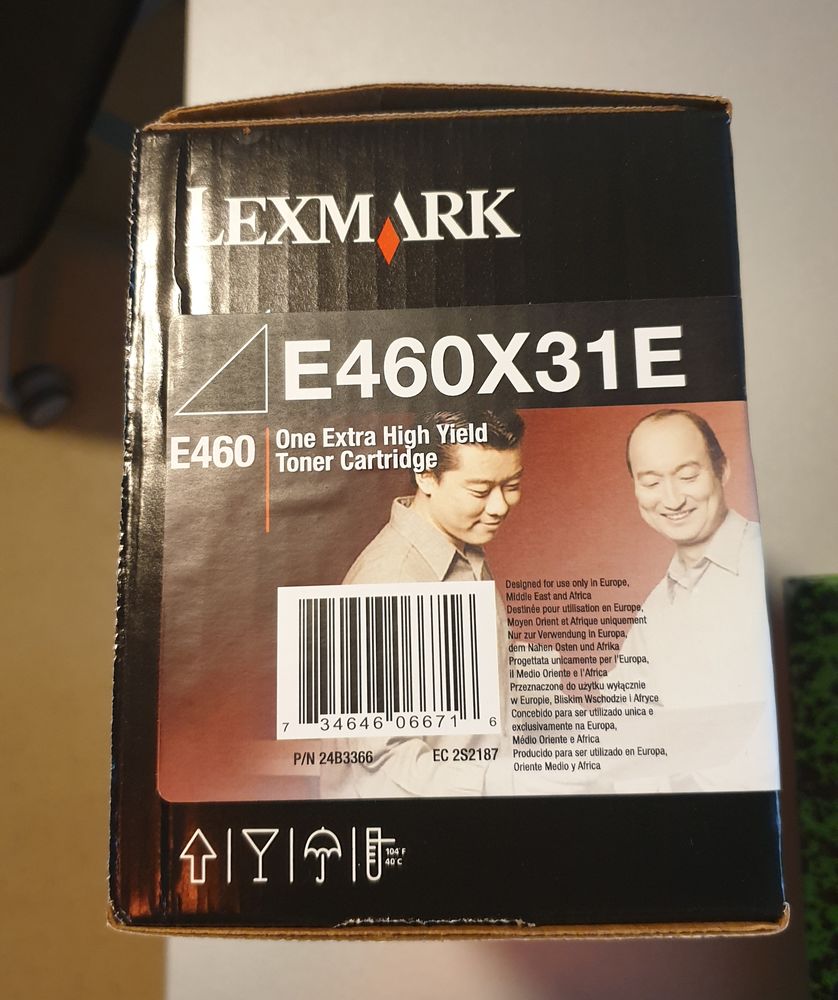 LEXMARK
E460X31E
E460
One Extra High Yield
Toner Cartridge
Designed for use only in Europe,
Middle East and Africa
Destinée pour utilisation en Europe,
Moyen Orient et Afrique uniquement
Nur zur Verwendung in Europa,
dem Nahen Osten und Afrika
Progettata unicamente per l'Europa,
il Medio Oriente e l'Africa
Przeznaczone do użytku wyłącznie
w Europie, Bliskim Wschodzie i Afryce
Concebido para ser utilizado unica e
exclusivamente na Europa,
Médio Oriente e Africa
Producido para ser utilizado en Europa,
Oriente Medio y Africa
7 34646 06671 6
P/N 24B3366 EC 2S2187
104 F
40 C